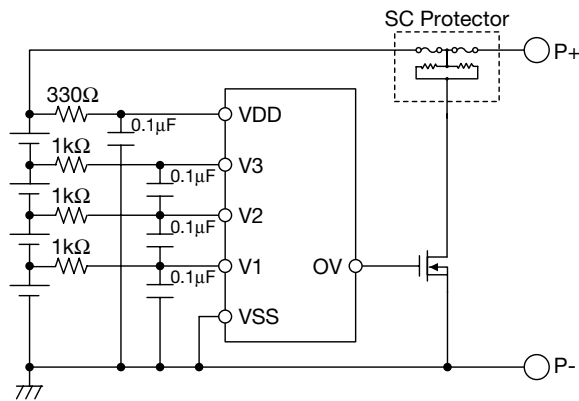 SC Protector
P+
330Ω
0.1μF
VDD
1kΩ
0.1μF
V3
1kΩ
0.1μF
V2
1kΩ
0.1μF
V1
OV
VSS
P-